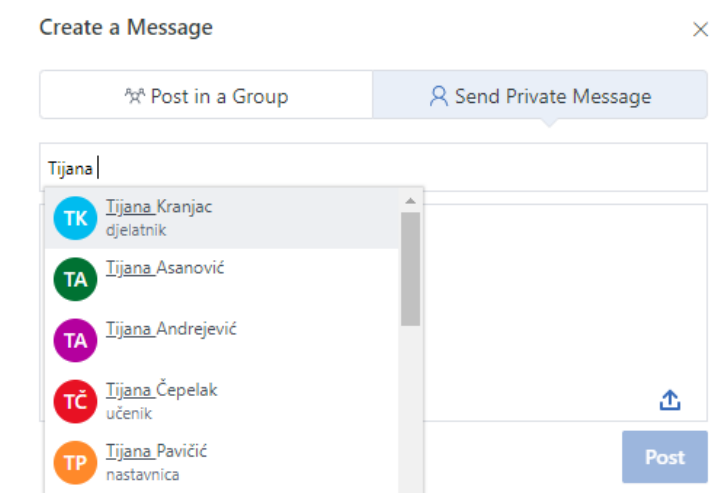 Create a Message
Post in a Group
Send Private Message
Tijana
TK
Tijana Kranjac
djelatnik
TA
Tijana Asanović
TA
Tijana Andrejević
TČ
Tijana Čepelak
učenik
TP
Tijana Pavičić
nastavnica
Post